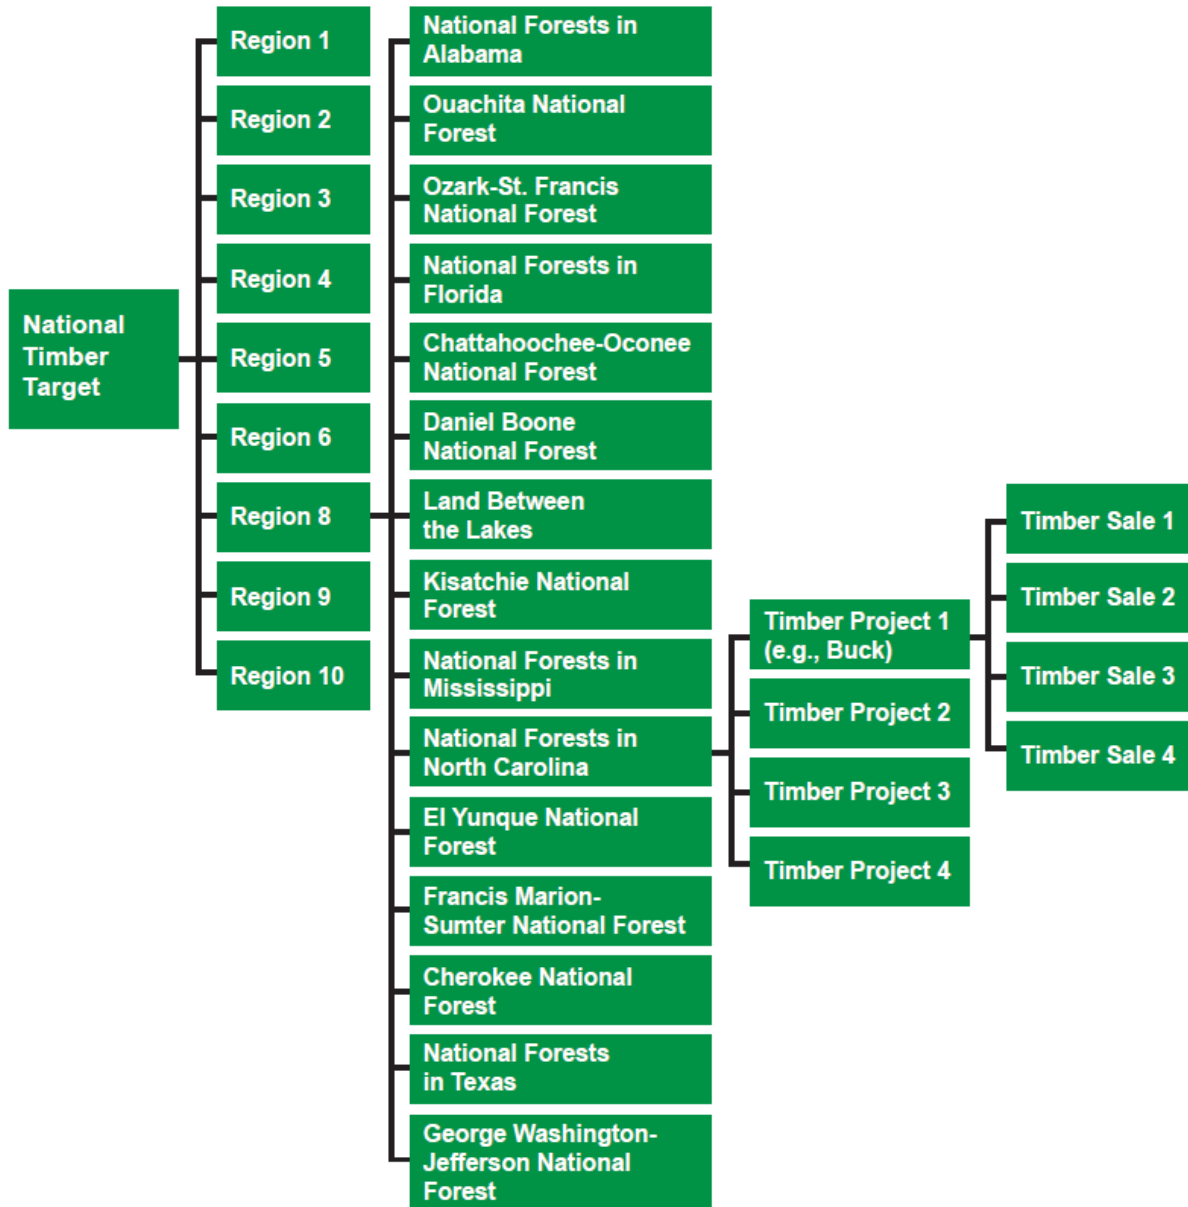 National
Timber
Target
Region 1
Region 2
Region 3
Region 4
Region 5
Region 6
Region 8
Region 9
Region 10
National Forests in
Alabama
Ouachita National
Forest
Ozark-St. Francis
National Forest
National Forests in
Florida
Chattahoochee-Oconee
National Forest
Daniel Boone
National Forest
Land Between
the Lakes
Kisatchie National
Forest
National Forests in
Mississippi
National Forests in
North Carolina
El Yunque National
Forest
Francis Marion-
Sumter National Forest
Cherokee National
Forest
National Forests
in Texas
George Washington-
Jefferson National
Forest
Timber Project 1
(e.g., Buck)
Timber Project 2
Timber Project 3
Timber Project 4
Timber Sale 1
Timber Sale 2
Timber Sale 3
Timber Sale 4